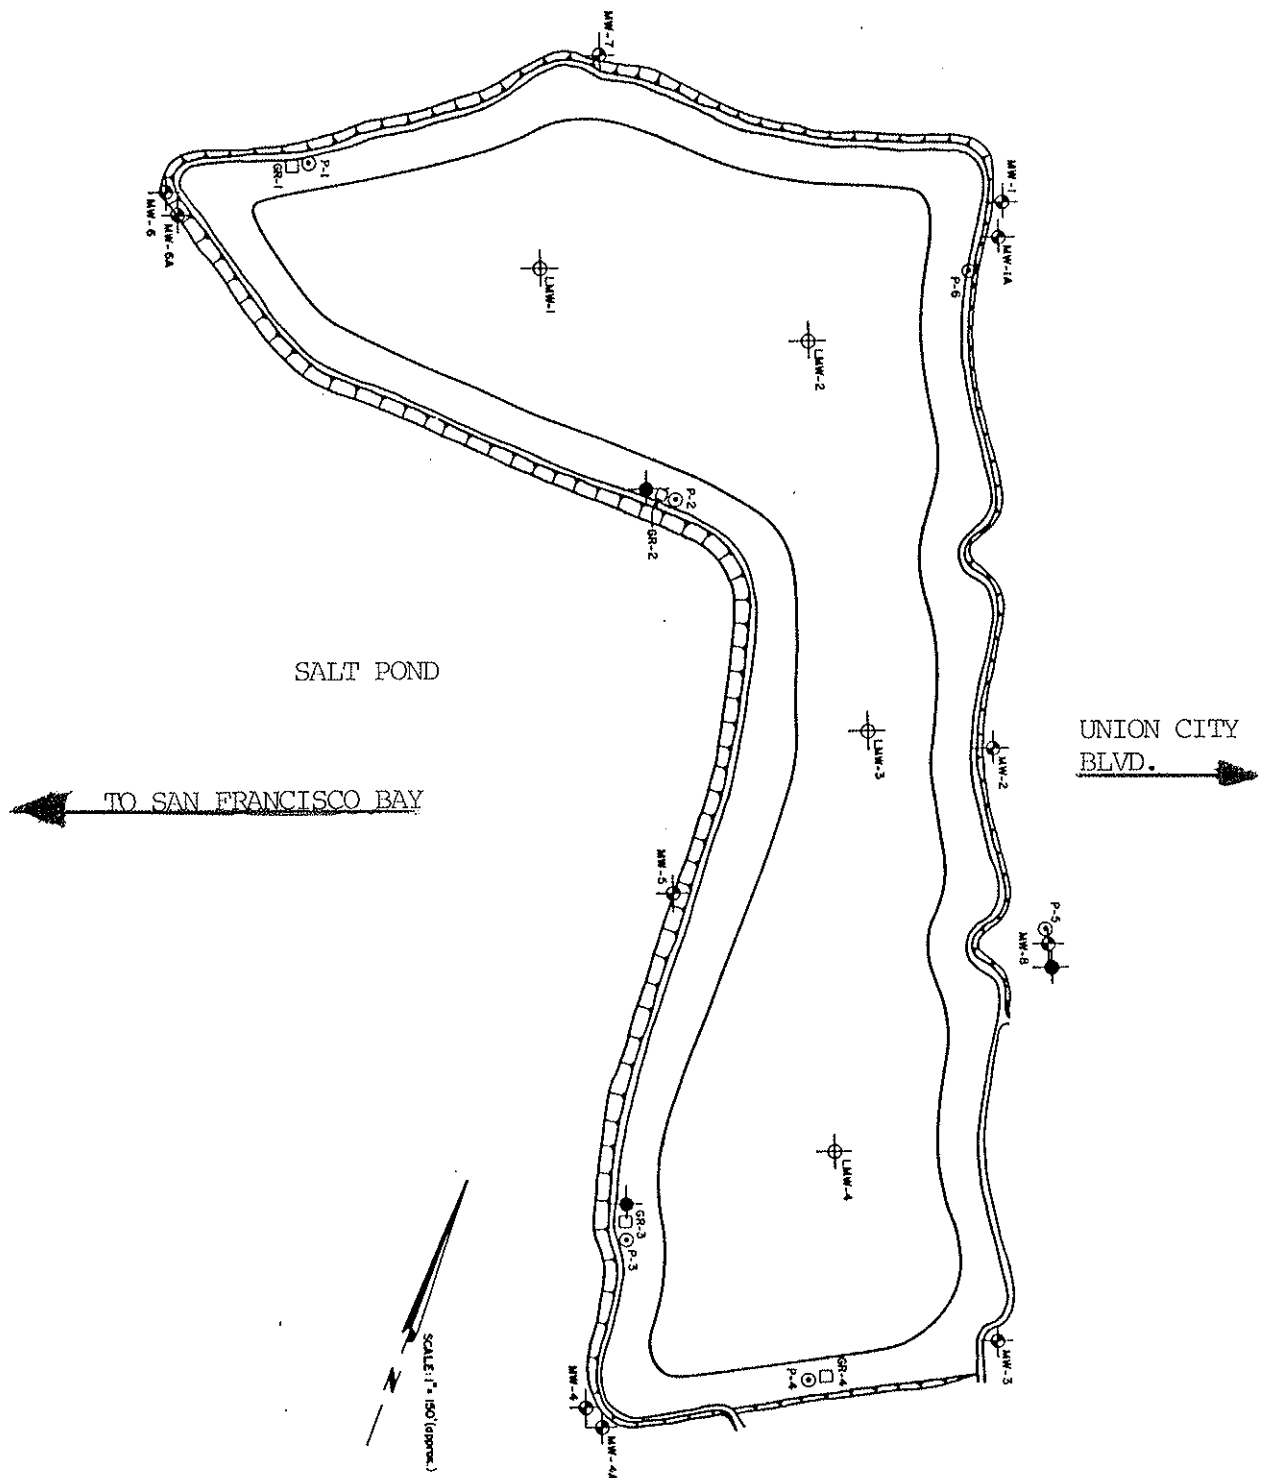 MW-7
P-1
GR-1
MW-1
MW-6
MW-6A
MW-1A
P-6
LMW-1
LMW-2
P-2
GR-2
SALT POND
UNION CITY
BLVD.
LMW-3
MW-2
TO SAN FRANCISCO BAY
MW-5
P-5
MW-8
LMW-4
GR-3
P-3
SCALE: 1" = 150' (approx.)
N
MW-3
GR-4
P-4
MW-4
MW-4A